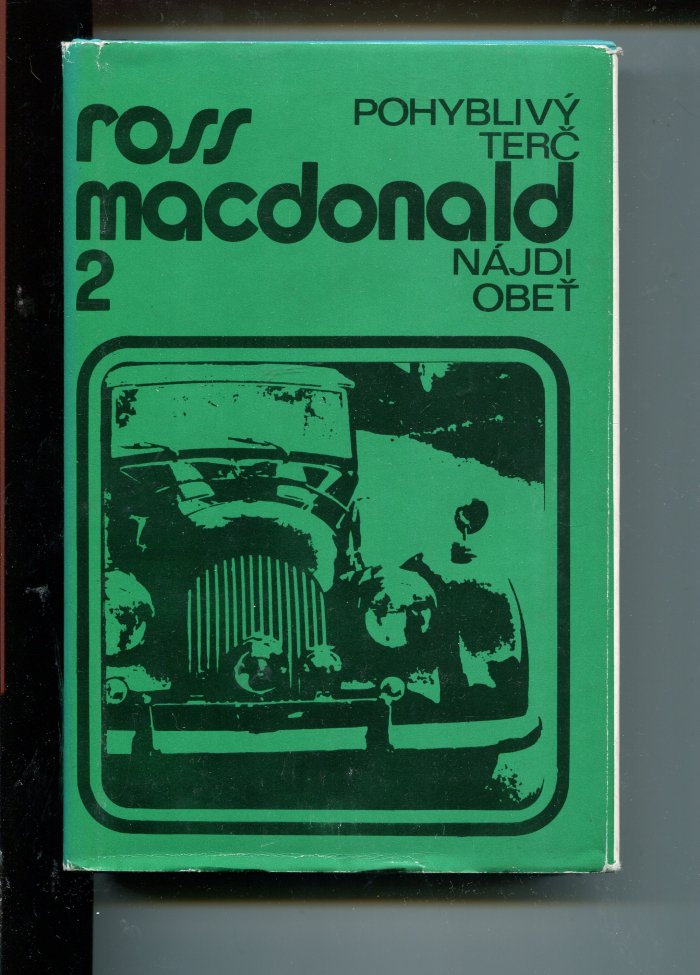 ross
macdonald
2
POHYBLIVÝ
TERČ
NÁJDI
OBEŤ